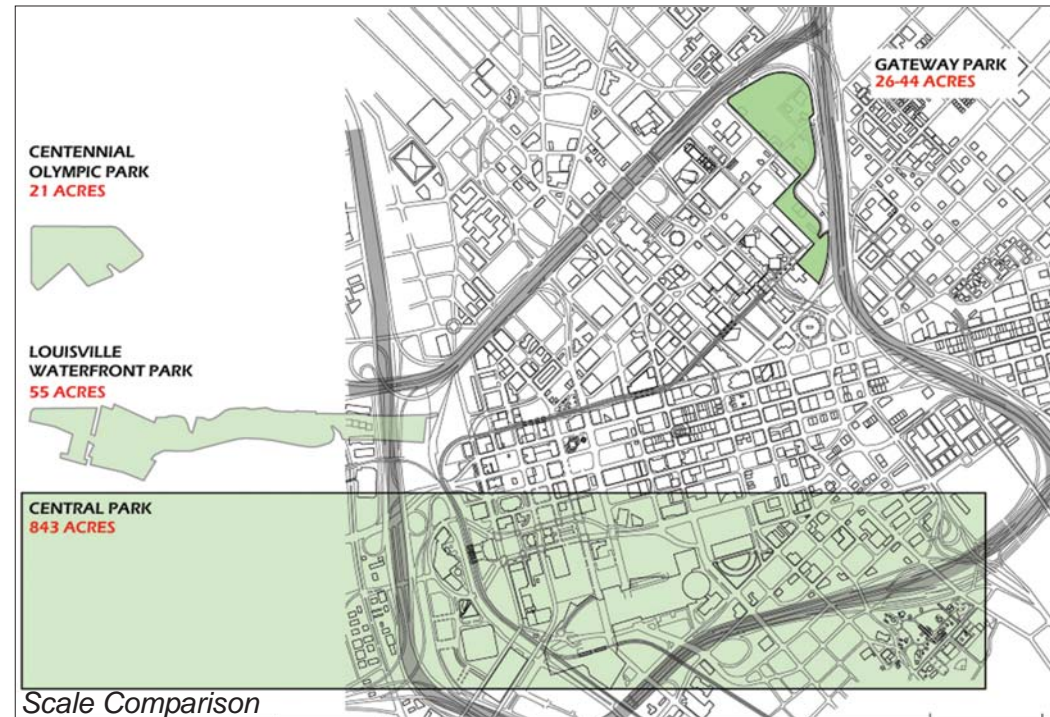 GATEWAY PARK
26-44 ACRES
CENTENNIAL
OLYMPIC PARK
21 ACRES
LOUISVILLE
WATERFRONT PARK
55 ACRES
CENTRAL PARK
843 ACRES
Scale Comparison